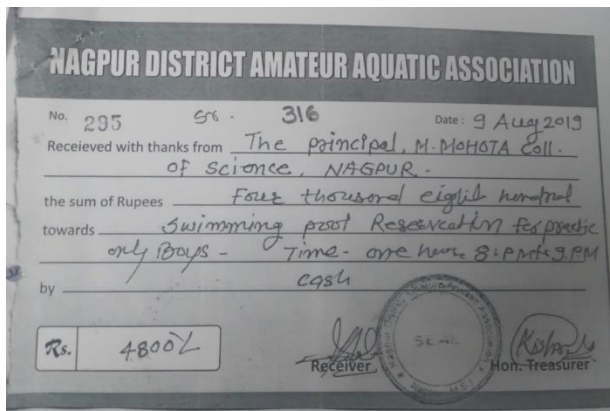 NAGPUR DISTRICT AMATEUR AQUATIC ASSOCIATION
No. 295 316 Date : 9 Aug 2019
Receieved with thanks from The principal, M. MOHOTA Coll.
of Science, NAGPUR.
the sum of Rupees Four thousand eight hundred
towards Swimming pool Reservation for practic
only Boys - Time - one hour 8:PM to 9.PM
by cash
Rs. 4800/-
SEAL
Receiver Hon. Treasurer